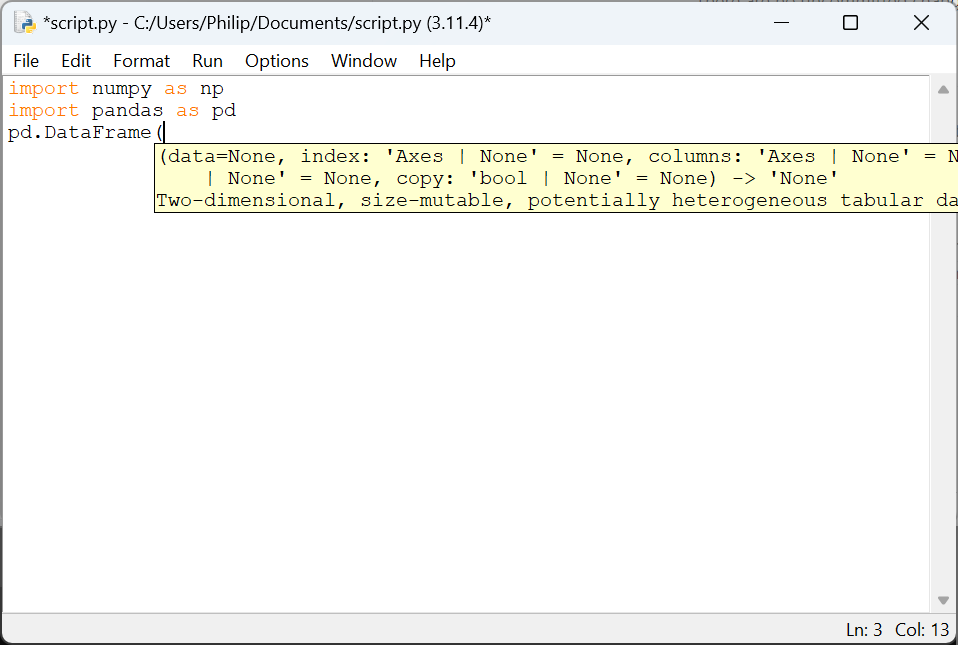 *script.py - C:/Users/Philip/Documents/script.py (3.11.4)*
File Edit Format Run Options Window Help
import numpy as np
import pandas as pd
pd.DataFrame(
(data=None, index: 'Axes | None' = None, columns: 'Axes | None' = N
| None' = None, copy: 'bool | None' = None) -> 'None'
Two-dimensional, size-mutable, potentially heterogeneous tabular da
Ln: 3 Col: 13